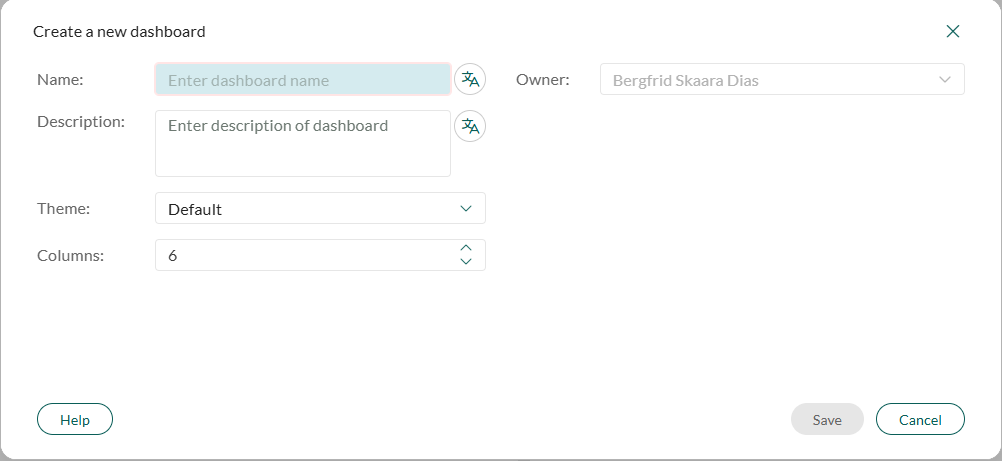 Create a new dashboard
Name: Enter dashboard name Owner: Bergfrid Skaara Dias
Description: Enter description of dashboard
Theme: Default
Columns: 6
Help Save Cancel